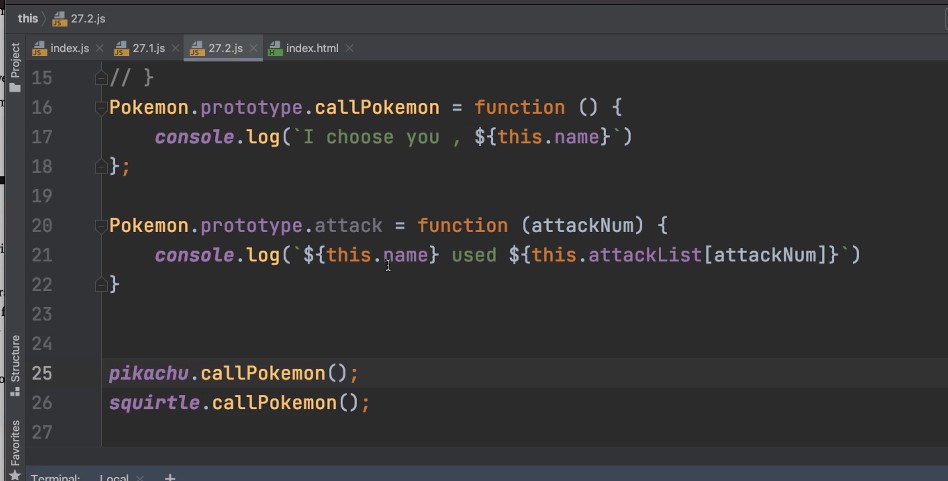 this 27.2.js
index.js 27.1.js 27.2.js index.html
Project
15 // }
16 Pokemon.prototype.callPokemon = function () {
17 console.log(`I choose you , ${this.name}`)
18 };
19
20 Pokemon.prototype.attack = function (attackNum) {
21 console.log(`${this.name} used ${this.attackList[attackNum]}`)
22 }
23
24
25 pikachu.callPokemon();
26 squirtle.callPokemon();
27
Structure
Favorites
Terminal: Local +